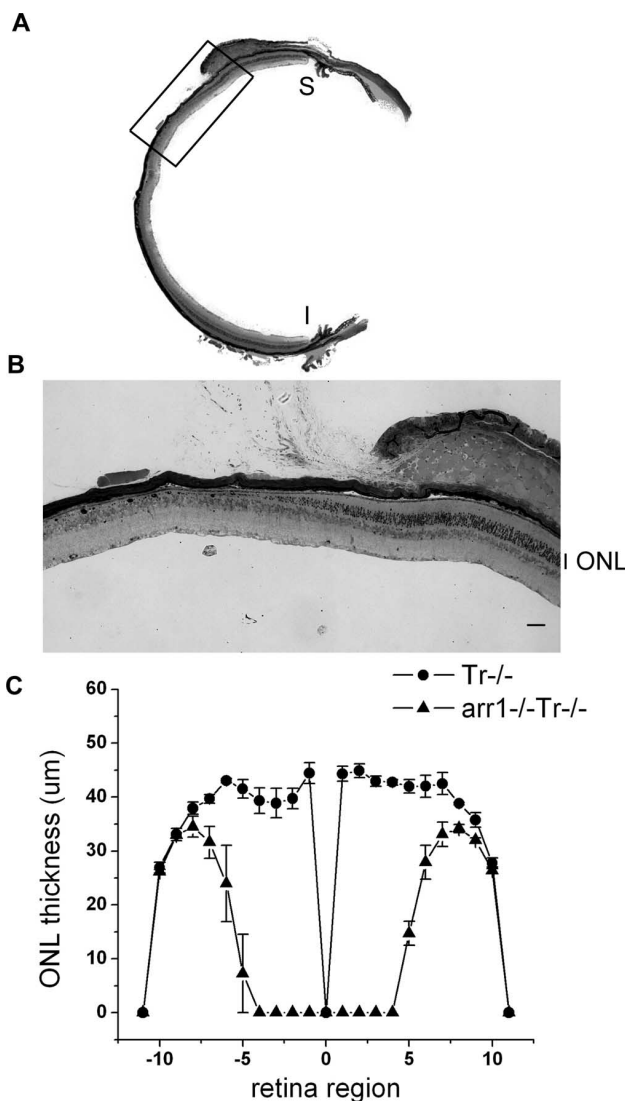 A
S
I
B
I ONL
C
Tr-/-
arr1-/-Tr-/-
60
50
40
30
20
10
0
ONL thickness (um)
-10 -5 0 5 10
retina region